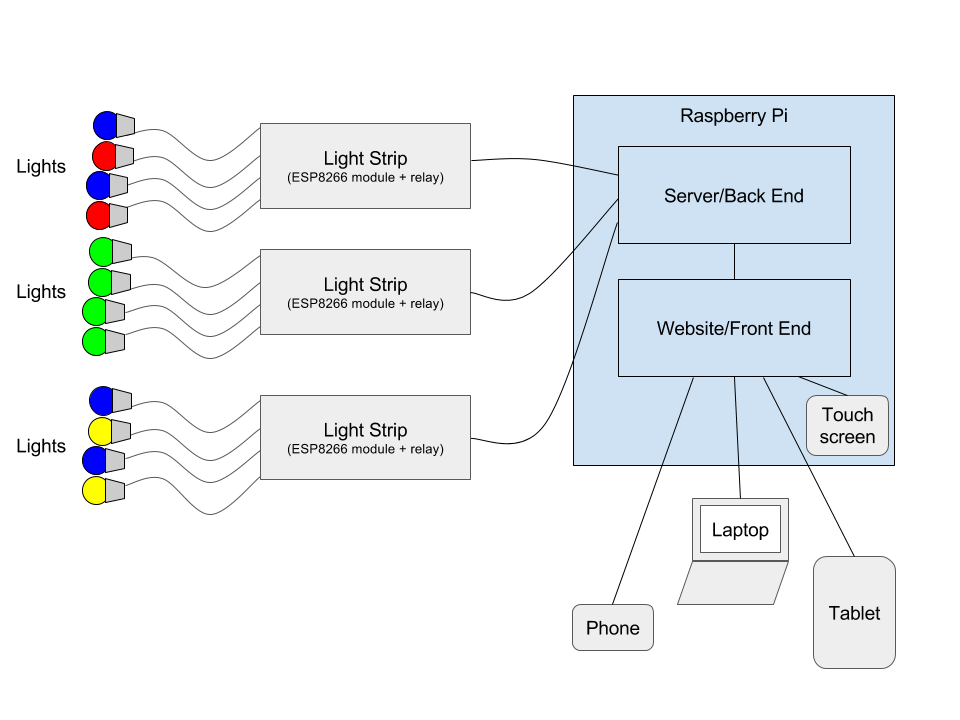 Raspberry Pi
Lights
Light Strip
(ESP8266 module + relay)
Server/Back End
Lights
Light Strip
(ESP8266 module + relay)
Website/Front End
Lights
Light Strip
(ESP8266 module + relay)
Touch
screen
Laptop
Phone
Tablet